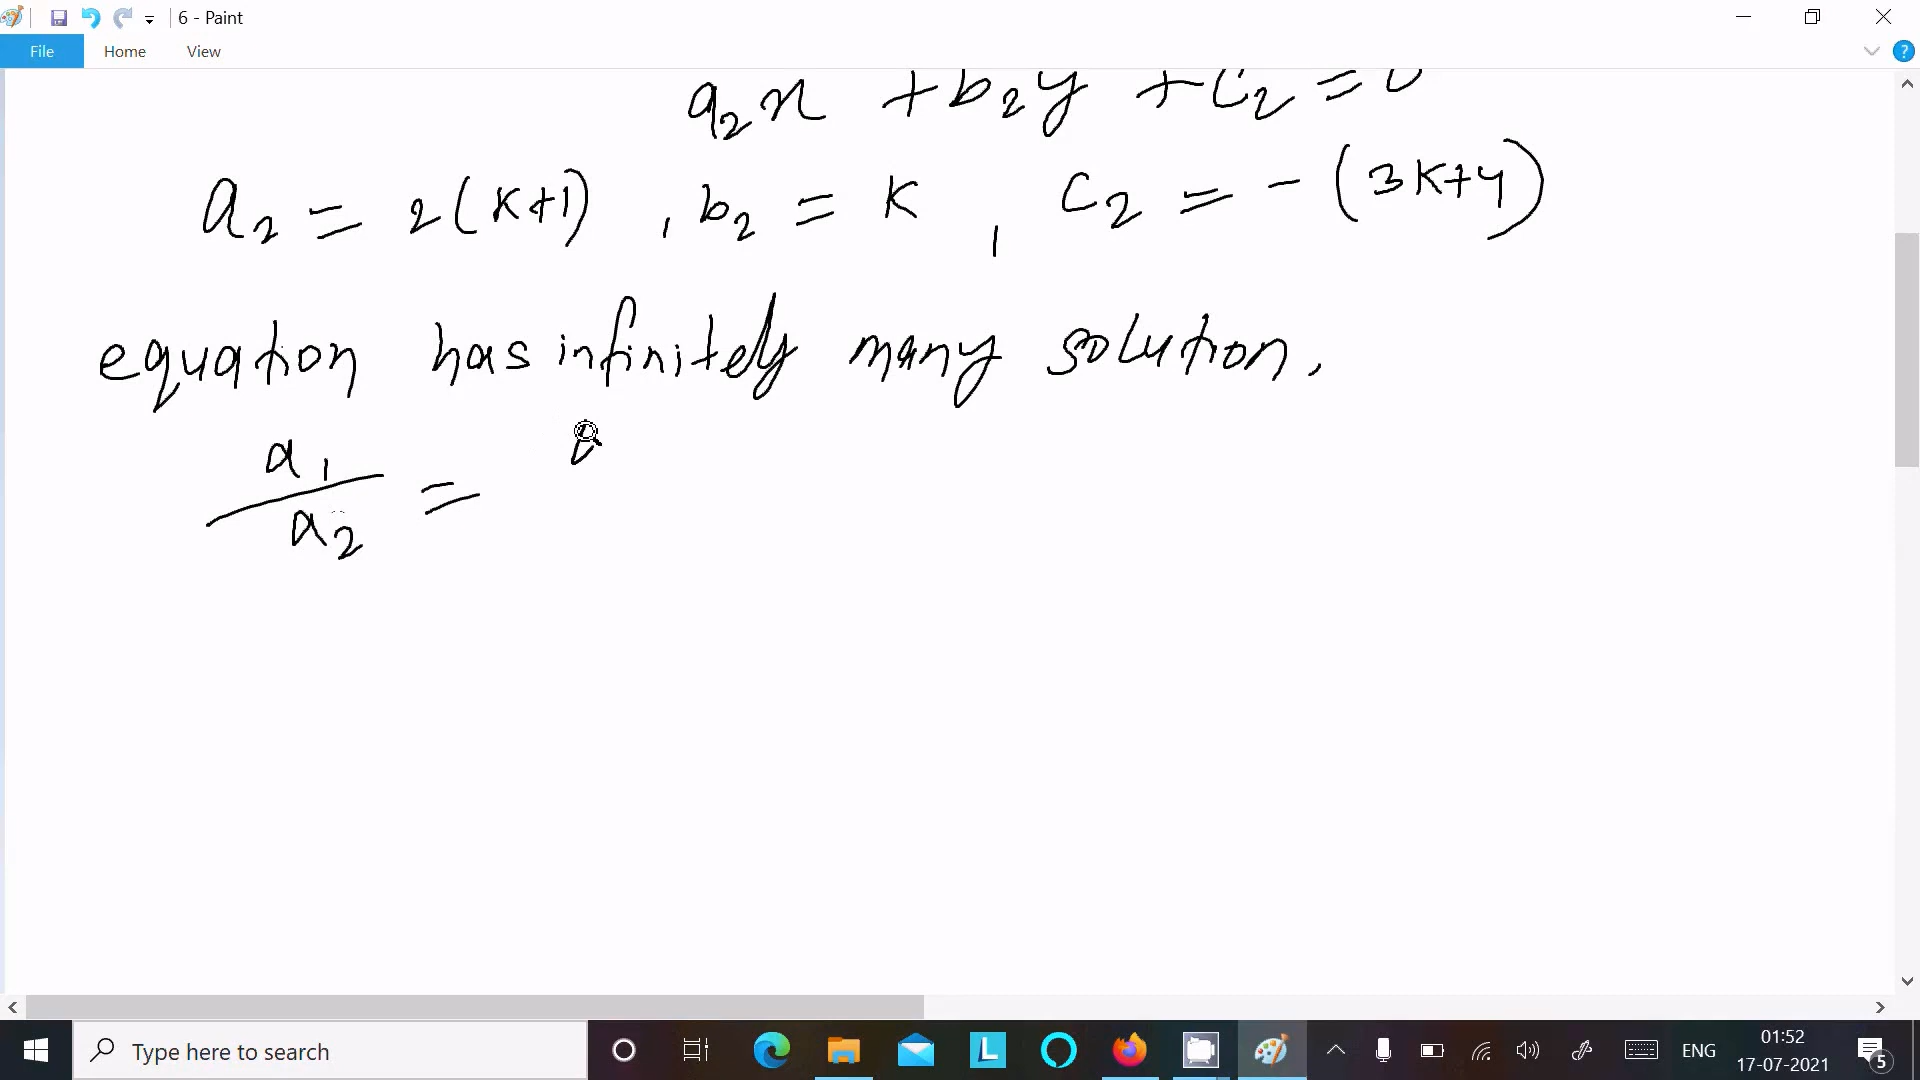 6 - Paint
File Home View
a₂x + b₂y + c₂ = 0
a₂ = 2(K+1) , b₂ = K , c₂ = -(3K+4)
equation has infinitely many solution.
a₁/a₂ =
Type here to search
ENG
01:52
17-07-2021
5